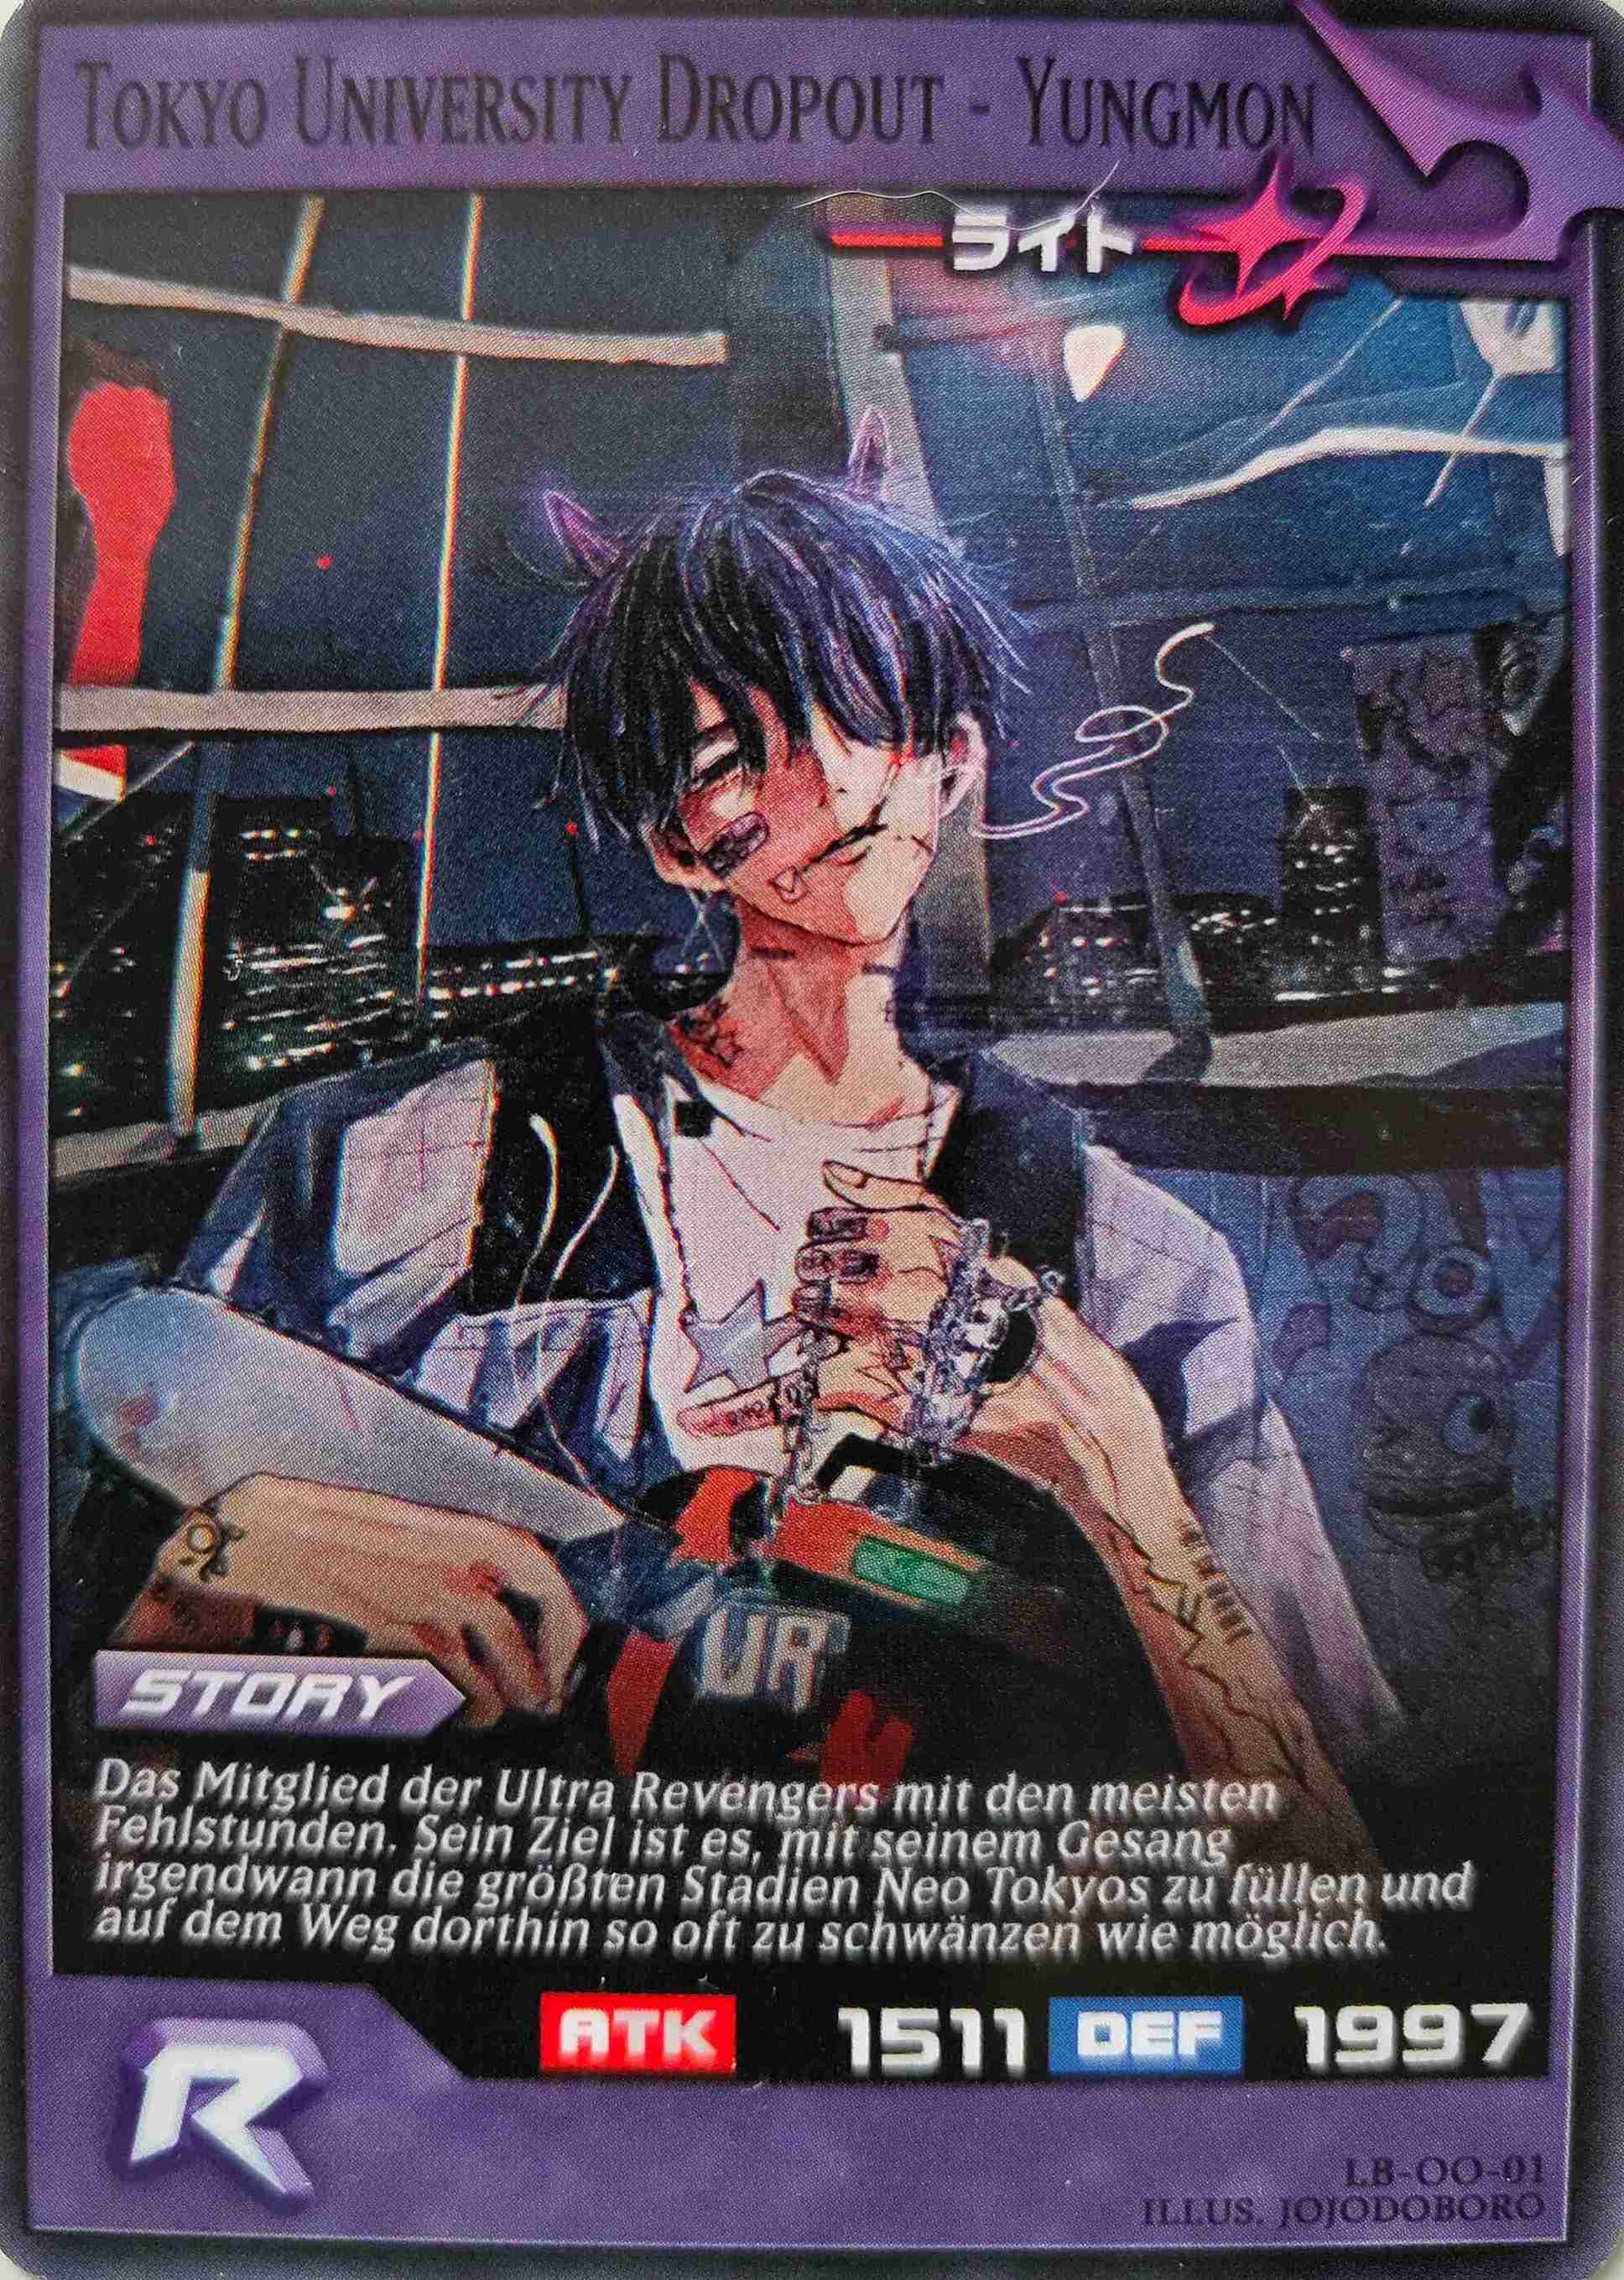 TOKYO UNIVERSITY DROPOUT - YUNGMON
ライト
UR
STORY
Das Mitglied der Ultra Revengers mit den meisten
Fehlstunden. Sein Ziel ist es, mit seinem Gesang
irgendwann die größten Stadien Neo Tokyos zu füllen und
auf dem Weg dorthin so oft zu schwänzen wie möglich.
ATK 1511 DEF 1997
R
LB-OO-01
ILLUS. JOJODOBORO